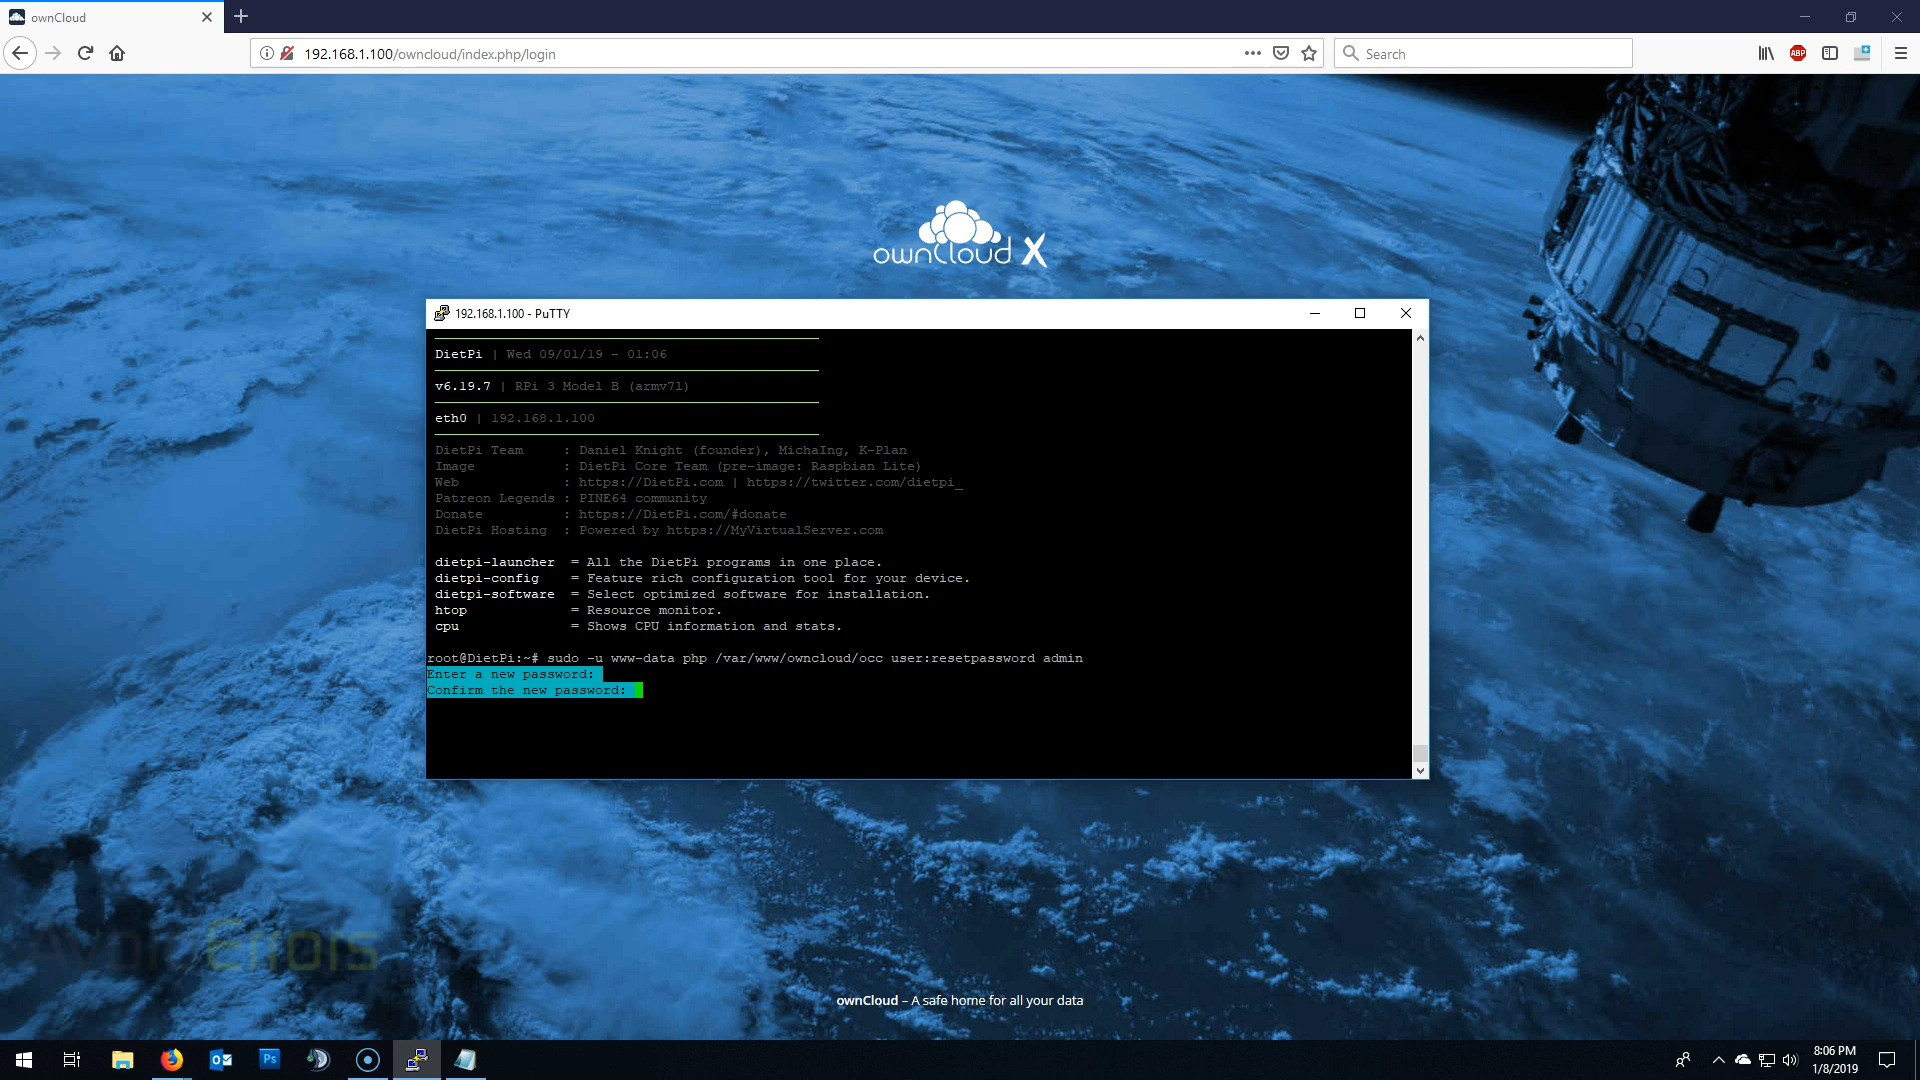 ownCloud
192.168.1.100/owncloud/index.php/login
Search
ABP
ownCloud X
192.168.1.100 - PuTTY
DietPi | Wed 09/01/19 - 01:06
v6.19.7 | RPi 3 Model B (armv7l)
eth0 | 192.168.1.100
DietPi Team : Daniel Knight (founder), MichaIng, K-Plan
Image : DietPi Core Team (pre-image: Raspbian Lite)
Web : https://DietPi.com | https://twitter.com/dietpi_
Patreon Legends : PINE64 community
Donate : https://DietPi.com/#donate
DietPi Hosting : Powered by https://MyVirtualServer.com
dietpi-launcher = All the DietPi programs in one place.
dietpi-config = Feature rich configuration tool for your device.
dietpi-software = Select optimized software for installation.
htop = Resource monitor.
cpu = Shows CPU information and stats.
root@DietPi:~# sudo -u www-data php /var/www/owncloud/occ user:resetpassword admin
Enter a new password:
Confirm the new password:
AvoidErrors
ownCloud – A safe home for all your data
Ps
8:06 PM
1/8/2019